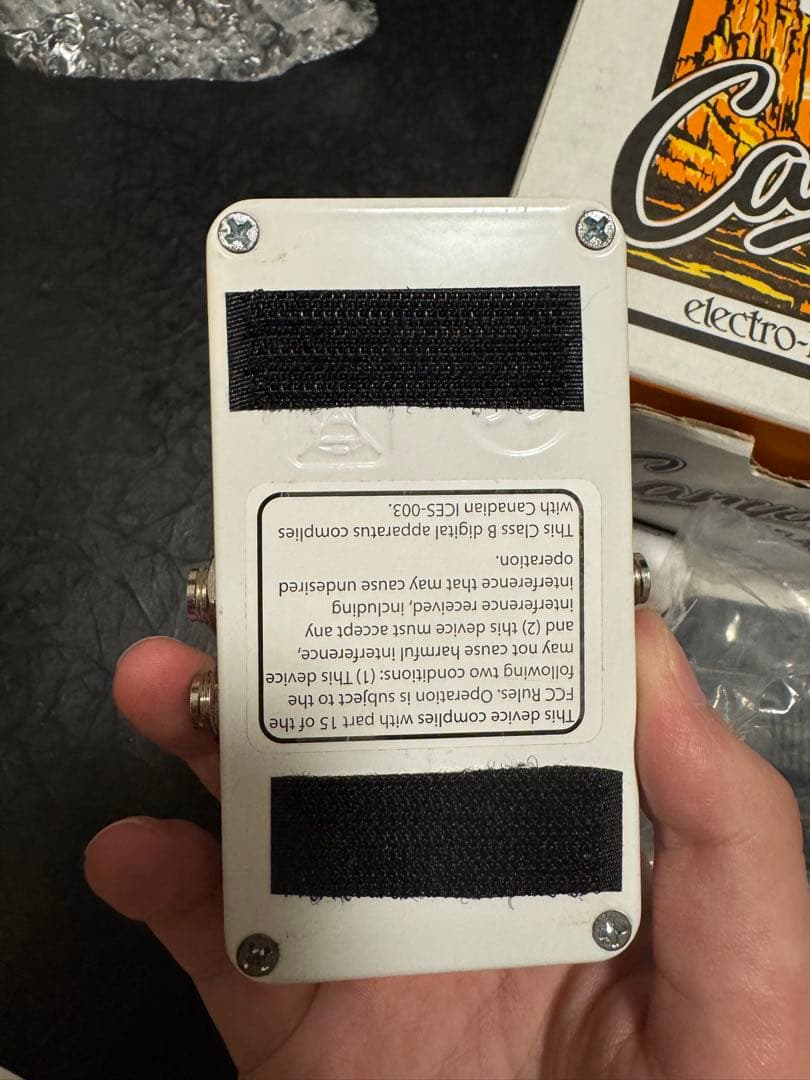 This device complies with part 15 of the
FCC Rules. Operation is subject to the
following two conditions: (1) This device
may not cause harmful interference,
and (2) this device must accept any
interference received, including
interference that may cause undesired
operation.
This Class B digital apparatus complies
with Canadian ICES-003.
Ca
electro-